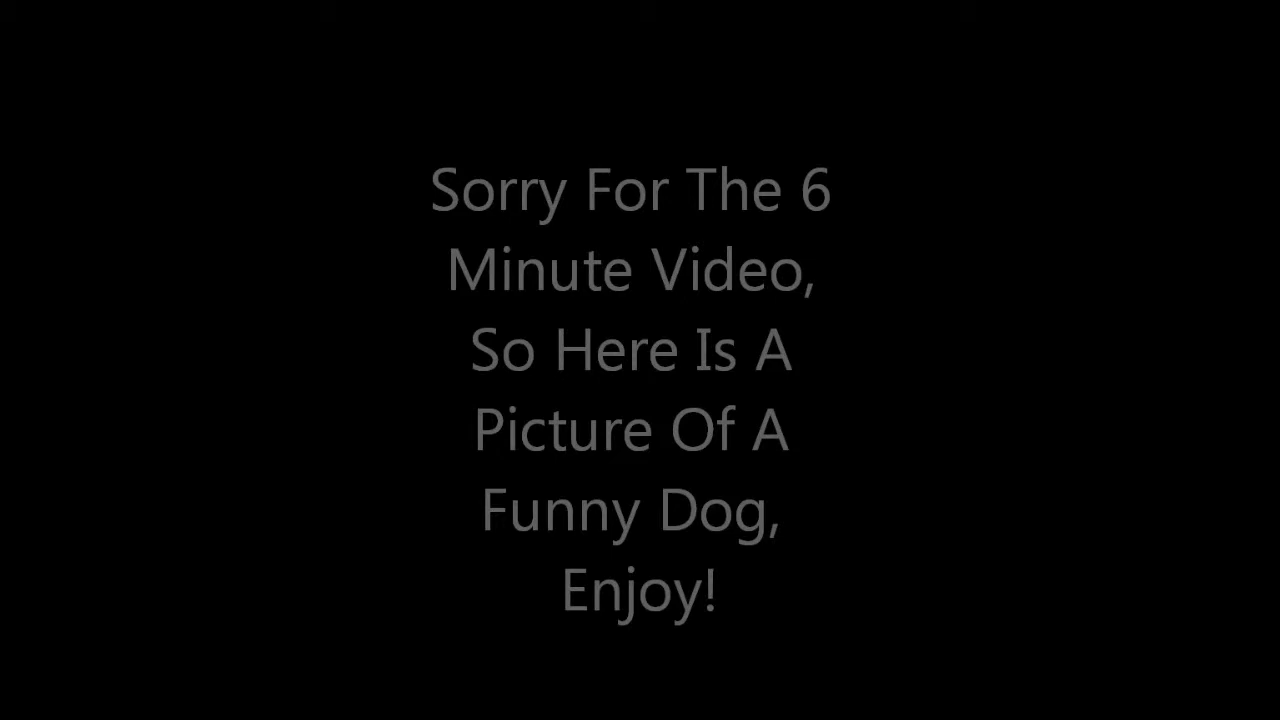 Sorry For The 6
Minute Video,
So Here Is A
Picture Of A
Funny Dog,
Enjoy!